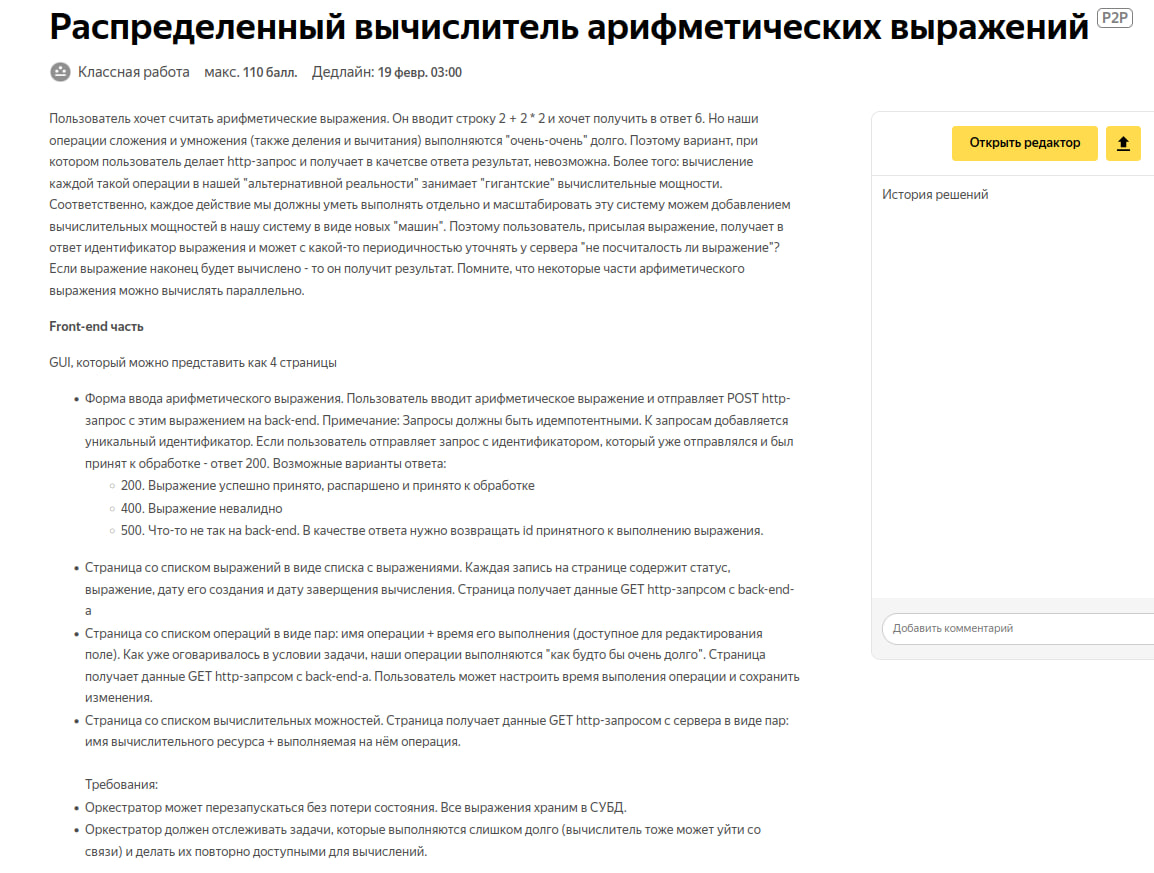 Распределенный вычислитель арифметических выражений P2P
Классная работа макс. 110 балл. Дедлайн: 19 февр. 03:00
Пользователь хочет считать арифметические выражения. Он вводит строку 2 + 2 * 2 и хочет получить в ответ 6. Но наши
операции сложения и умножения (также деления и вычитания) выполняются "очень-очень" долго. Поэтому вариант, при
котором пользователь делает http-запрос и получает в качетсве ответа результат, невозможна. Более того: вычисление
каждой такой операции в нашей "альтернативной реальности" занимает "гигантские" вычислительные мощности.
Соответственно, каждое действие мы должны уметь выполнять отдельно и масштабировать эту систему можем добавлением
вычислительных мощностей в нашу систему в виде новых "машин". Поэтому пользователь, присылая выражение, получает в
ответ идентификатор выражения и может с какой-то периодичностью уточнять у сервера "не посчиталость ли выражение"?
Если выражение наконец будет вычислено - то он получит результат. Помните, что некоторые части арфиметического
выражения можно вычислять параллельно.
Front-end часть
GUI, который можно представить как 4 страницы
• Форма ввода арифметического выражения. Пользователь вводит арифметическое выражение и отправляет POST http-
запрос с этим выражением на back-end. Примечание: Запросы должны быть идемпотентными. К запросам добавляется
уникальный идентификатор. Если пользователь отправляет запрос с идентификатором, который уже отправлялся и был
принят к обработке - ответ 200. Возможные варианты ответа:
◦ 200. Выражение успешно принято, распаршено и принято к обработке
◦ 400. Выражение невалидно
◦ 500. Что-то не так на back-end. В качестве ответа нужно возвращать id принятного к выполнению выражения.
• Страница со списком выражений в виде списка с выражениями. Каждая запись на странице содержит статус,
выражение, дату его создания и дату заверщения вычисления. Страница получает данные GET http-запрсом с back-end-
а
• Страница со списком операций в виде пар: имя операции + время его выполнения (доступное для редактирования
поле). Как уже оговаривалось в условии задачи, наши операции выполняются "как будто бы очень долго". Страница
получает данные GET http-запрсом с back-end-а. Пользователь может настроить время выполения операции и сохранить
изменения.
• Страница со списком вычислительных можностей. Страница получает данные GET http-запросом с сервера в виде пар:
имя вычислительного ресурса + выполняемая на нём операция.
Требования:
• Оркестратор может перезапускаться без потери состояния. Все выражения храним в СУБД.
• Оркестратор должен отслеживать задачи, которые выполняются слишком долго (вычислитель тоже может уйти со
связи) и делать их повторно доступными для вычислений.
Открыть редактор
История решений
Добавить комментарий